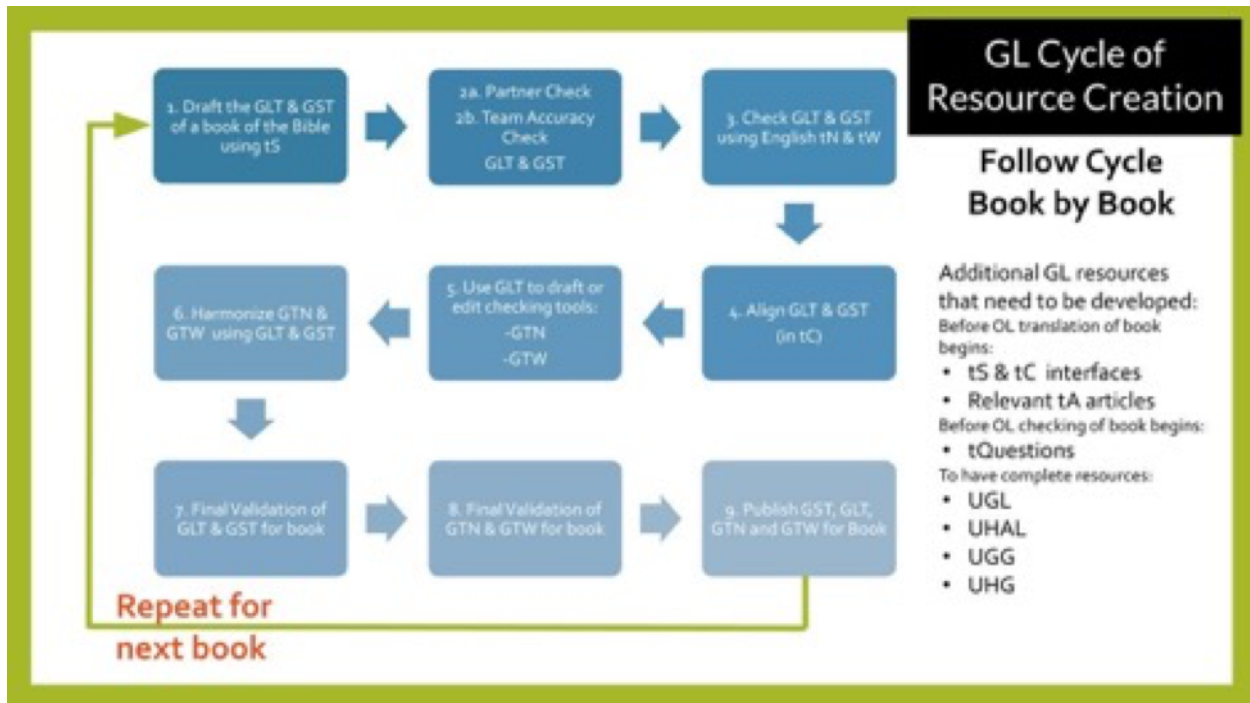 GL Cycle of
Resource Creation
Follow Cycle
Book by Book
1. Draft the GLT & GST
of a book of the Bible
using tS
2a. Partner Check
2b. Team Accuracy
Check
GLT & GST
3. Check GLT & GST
using English tN & tW
4. Align GLT & GST
(in tC)
5. Use GLT to draft or
edit checking tools:
-GTN
-GTW
6. Harmonize GTN &
GTW using GLT & GST
7. Final Validation of
GLT & GST for book
8. Final Validation of
GTN & GTW for book
9. Publish GST, GLT,
GTN and GTW for Book
Repeat for
next book
Additional GL resources
that need to be developed:
Before OL translation of book
begins:
• tS & tC interfaces
• Relevant tA articles
Before OL checking of book begins:
• tQuestions
To have complete resources:
• UGL
• UHAL
• UGG
• UHG